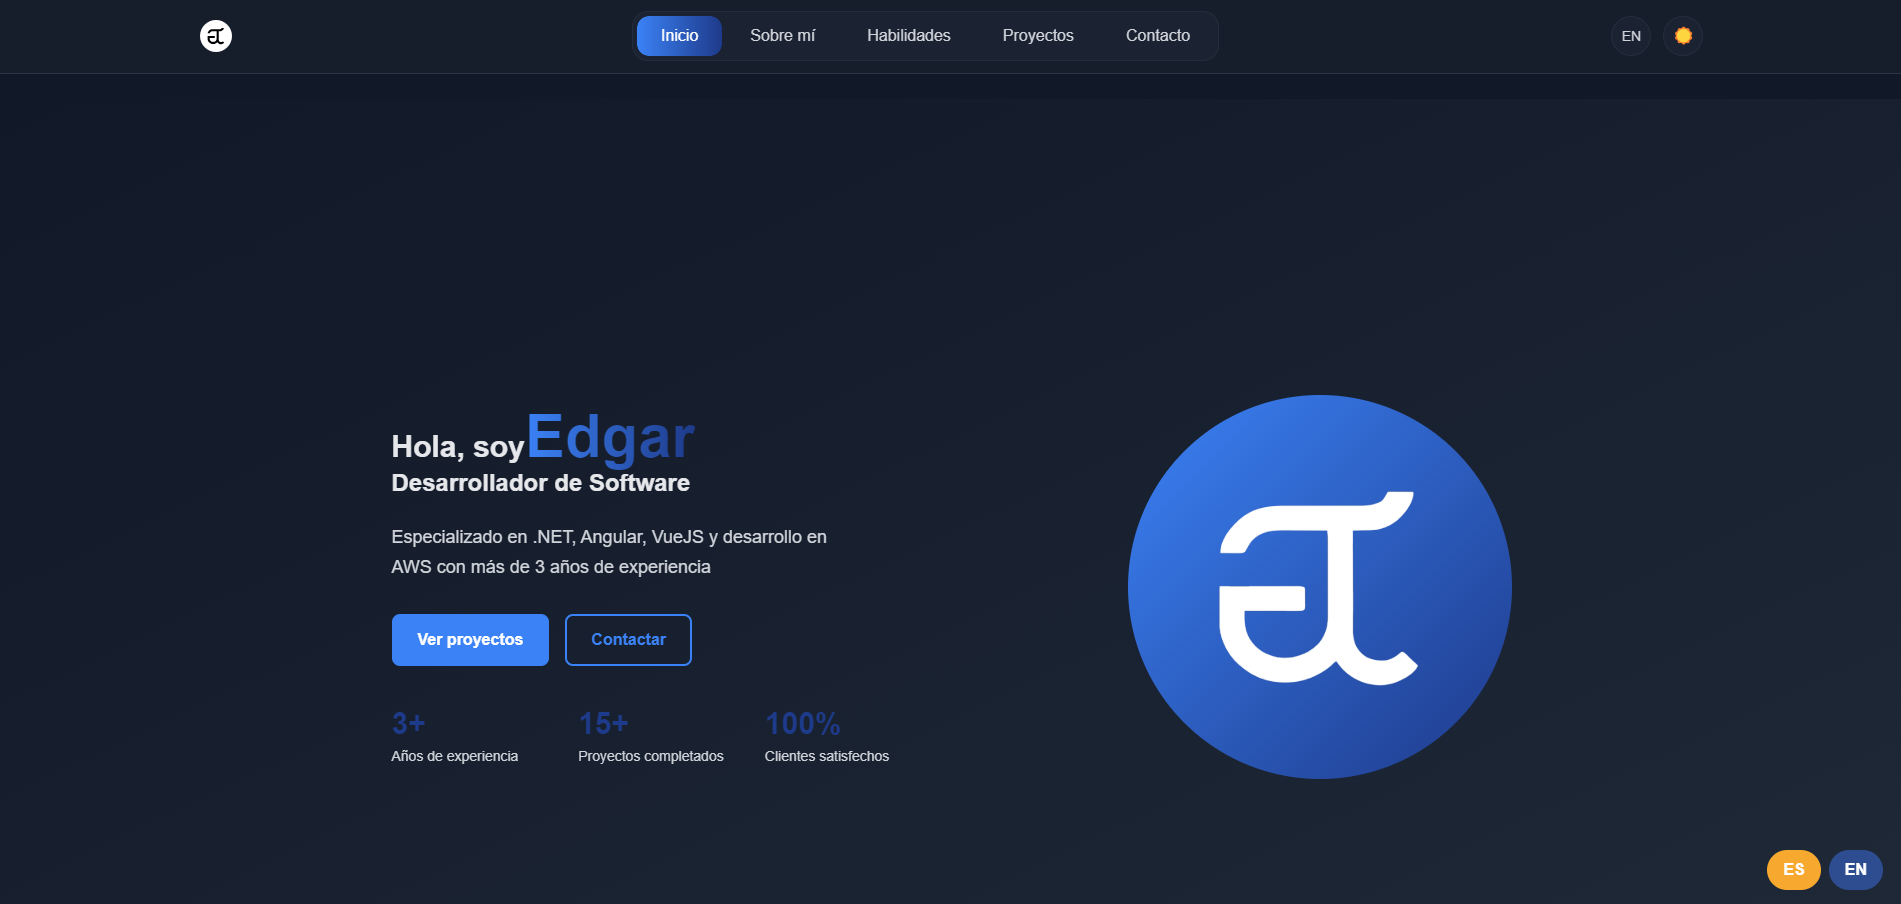 Inicio Sobre mí Habilidades Proyectos Contacto EN
Hola, soy Edgar
Desarrollador de Software
Especializado en .NET, Angular, VueJS y desarrollo en
AWS con más de 3 años de experiencia
Ver proyectos Contactar
3+ 15+ 100%
Años de experiencia Proyectos completados Clientes satisfechos
ES EN